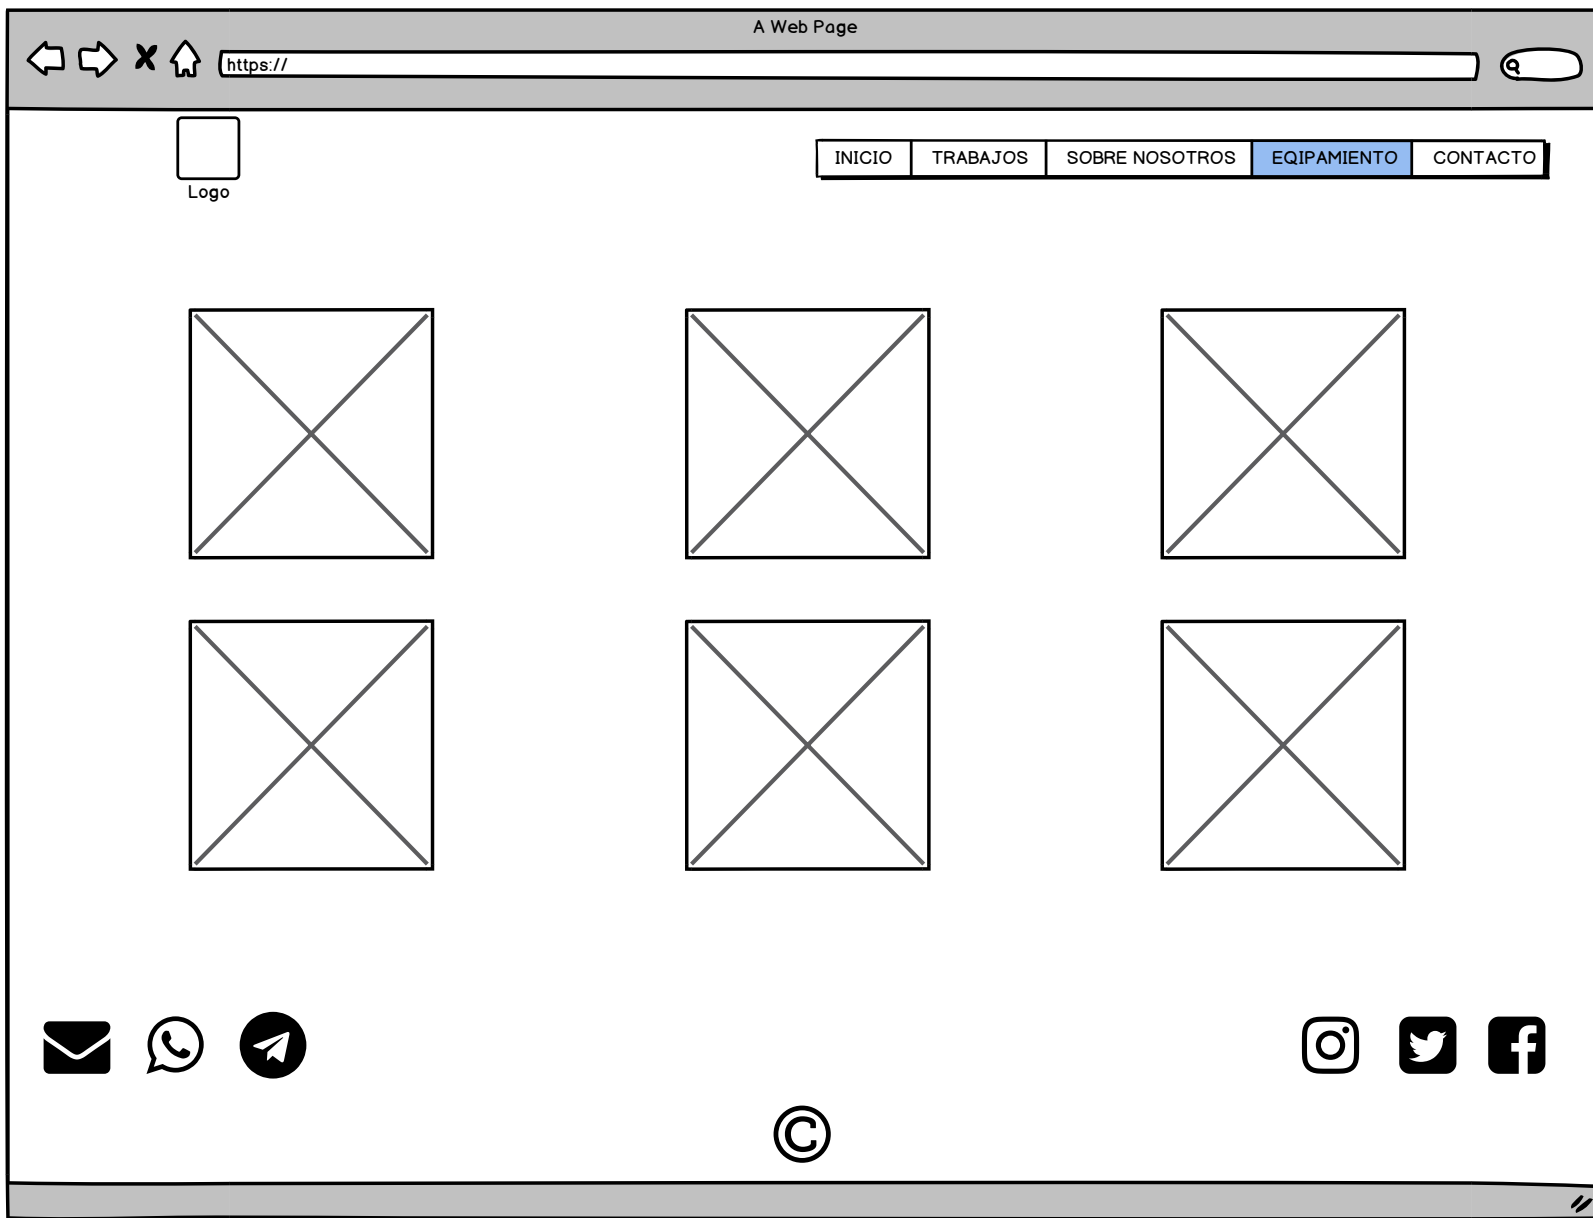 A Web Page
https://
Logo
INICIO TRABAJOS SOBRE NOSOTROS EQIPAMIENTO CONTACTO
©